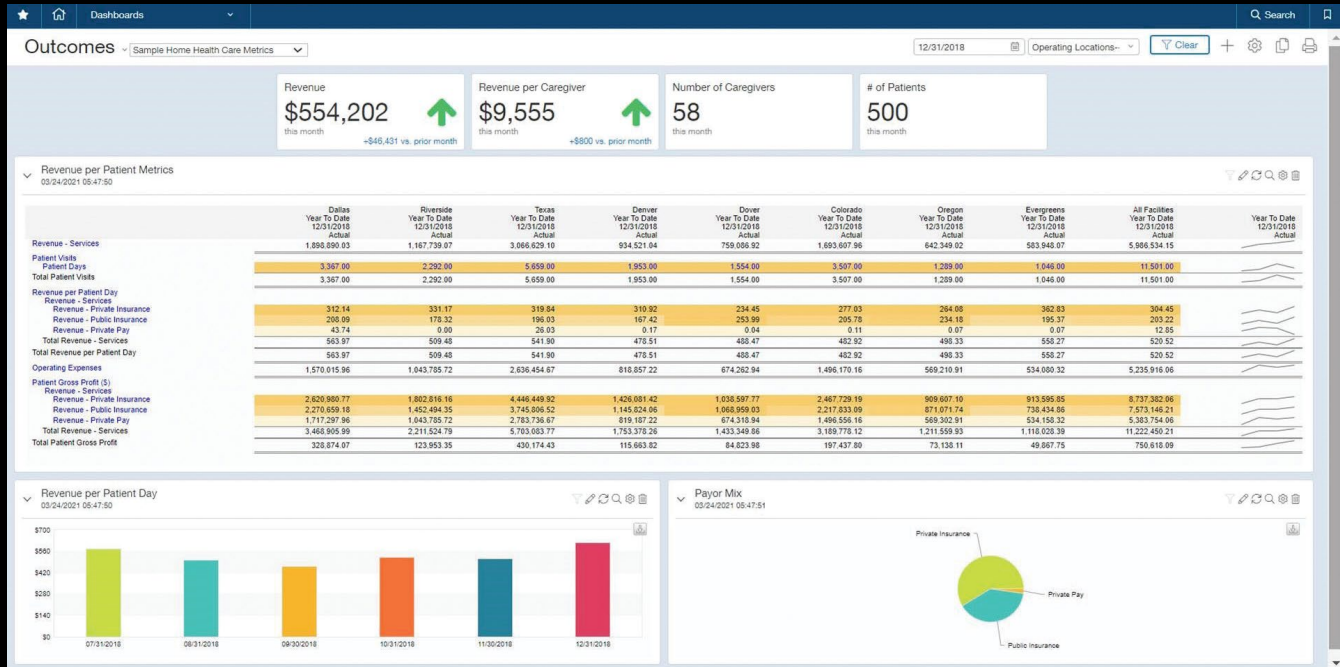 Dashboards
Search
Outcomes Sample Home Health Care Metrics
12/31/2018 Operating Locations-- Clear
Revenue
$554,202
this month
+$46,431 vs. prior month
Revenue per Caregiver
$9,555
this month
+$800 vs. prior month
Number of Caregivers
58
this month
# of Patients
500
this month
Revenue per Patient Metrics
03/24/2021 05:47:50
Dallas Riverside Texas Denver Dover Colorado Oregon Evergreens All Facilities
Year To Date Year To Date Year To Date Year To Date Year To Date Year To Date Year To Date Year To Date Year To Date Year To Date
12/31/2018 12/31/2018 12/31/2018 12/31/2018 12/31/2018 12/31/2018 12/31/2018 12/31/2018 12/31/2018 12/31/2018
Actual Actual Actual Actual Actual Actual Actual Actual Actual Actual
Revenue - Services 1,898,890.03 1,167,739.07 3,066,629.10 934,521.04 759,086.92 1,693,607.96 642,349.02 583,948.07 5,986,534.15
Patient Visits
Patient Days 3,367.00 2,292.00 5,659.00 1,953.00 1,554.00 3,507.00 1,289.00 1,046.00 11,501.00
Total Patient Visits 3,367.00 2,292.00 5,659.00 1,953.00 1,554.00 3,507.00 1,289.00 1,046.00 11,501.00
Revenue per Patient Day
Revenue - Services
Revenue - Private Insurance 312.14 331.17 319.84 310.92 234.45 277.03 264.08 362.83 304.45
Revenue - Public Insurance 208.09 178.32 196.03 167.42 253.99 205.78 234.18 195.37 203.22
Revenue - Private Pay 43.74 0.00 26.03 0.17 0.04 0.11 0.07 0.07 12.85
Total Revenue - Services 563.97 509.48 541.90 478.51 488.47 482.92 498.33 558.27 520.52
Total Revenue per Patient Day 563.97 509.48 541.90 478.51 488.47 482.92 498.33 558.27 520.52
Operating Expenses 1,570,015.96 1,043,785.72 2,636,454.67 818,857.22 674,262.94 1,496,170.16 569,210.91 534,080.32 5,235,916.06
Patient Gross Profit ($)
Revenue - Services
Revenue - Private Insurance 2,620,980.77 1,802,816.16 4,446,449.92 1,426,081.42 1,038,597.77 2,467,729.19 909,607.10 913,595.85 8,737,382.06
Revenue - Public Insurance 2,270,659.18 1,452,494.35 3,745,806.52 1,145,824.06 1,068,959.03 2,217,833.09 871,071.74 738,434.86 7,573,146.21
Revenue - Private Pay 1,717,297.96 1,043,785.72 2,783,736.67 819,187.22 674,318.94 1,496,556.16 569,302.91 534,158.32 5,383,754.06
Total Revenue - Services 3,468,905.99 2,211,524.79 5,703,083.77 1,753,378.26 1,433,349.86 3,189,778.12 1,211,559.93 1,118,028.39 11,222,450.21
Total Patient Gross Profit 328,874.07 123,953.35 430,174.43 115,663.82 84,823.98 197,437.80 73,138.11 49,867.75 750,618.09
Revenue per Patient Day
03/24/2021 05:47:50
$700
$560
$420
$280
$140
$0
07/31/2018 08/31/2018 09/30/2018 10/31/2018 11/30/2018 12/31/2018
Payor Mix
03/24/2021 05:47:51
Private Insurance
Private Pay
Public Insurance